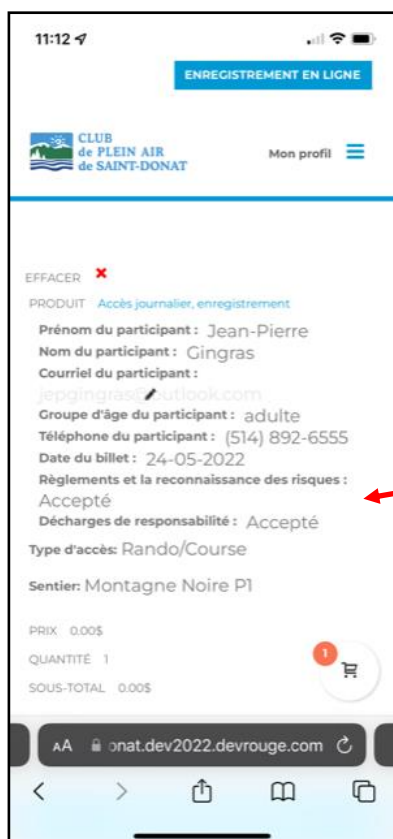 11:12
ENREGISTREMENT EN LIGNE
CLUB
de PLEIN AIR
de SAINT-DONAT
Mon profil
EFFACER
PRODUIT Accès journalier, enregistrement
Prénom du participant : Jean-Pierre
Nom du participant : Gingras
Courriel du participant :
jepgingras@outlook.com
Groupe d'âge du participant : adulte
Téléphone du participant : (514) 892-6555
Date du billet : 24-05-2022
Règlements et la reconnaissance des risques :
Accepté
Décharges de responsabilité : Accepté
Type d'accès: Rando/Course
Sentier: Montagne Noire P1
PRIX 0.00$
QUANTITÉ 1
1
SOUS-TOTAL 0.00$
AA onat.dev2022.devrouge.com